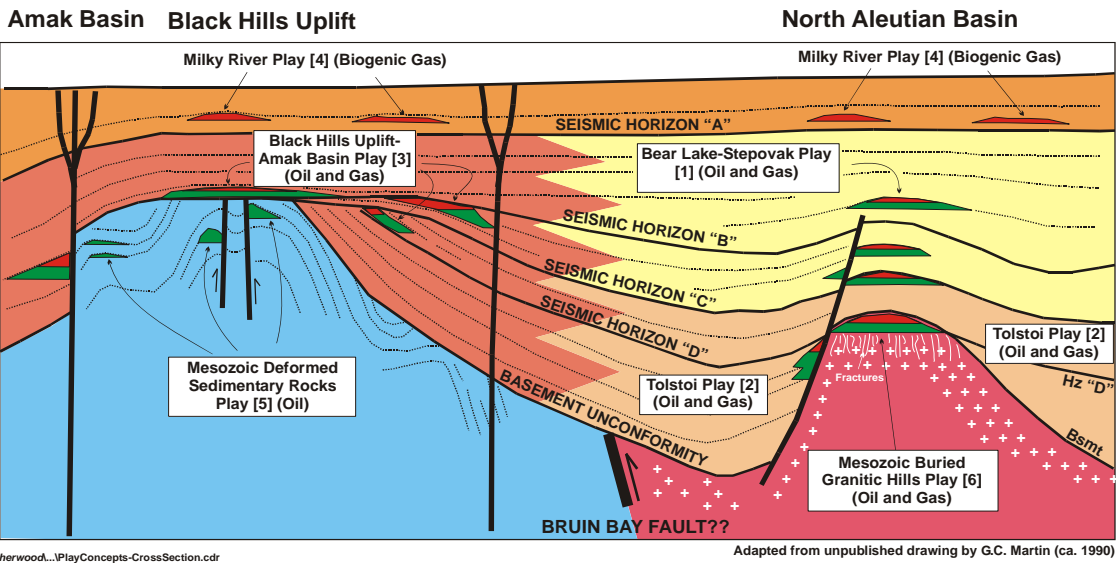 Amak Basin
Black Hills Uplift
North Aleutian Basin
Milky River Play [4] (Biogenic Gas)
Milky River Play [4] (Biogenic Gas)
SEISMIC HORIZON “A”
Black Hills Uplift-
Amak Basin Play [3]
(Oil and Gas)
Bear Lake-Stepovak Play
[1] (Oil and Gas)
SEISMIC HORIZON “B”
SEISMIC HORIZON “C”
SEISMIC HORIZON “D”
Tolstoi Play [2]
(Oil and Gas)
Hz “D”
Mesozoic Deformed
Sedimentary Rocks
Play [5] (Oil)
BASEMENT UNCONFORMITY
Tolstoi Play [2]
(Oil and Gas)
Fractures
Bsmt
Mesozoic Buried
Granitic Hills Play [6]
(Oil and Gas)
BRUIN BAY FAULT??
herwood\...\PlayConcepts-CrossSection.cdr
Adapted from unpublished drawing by G.C. Martin (ca. 1990)